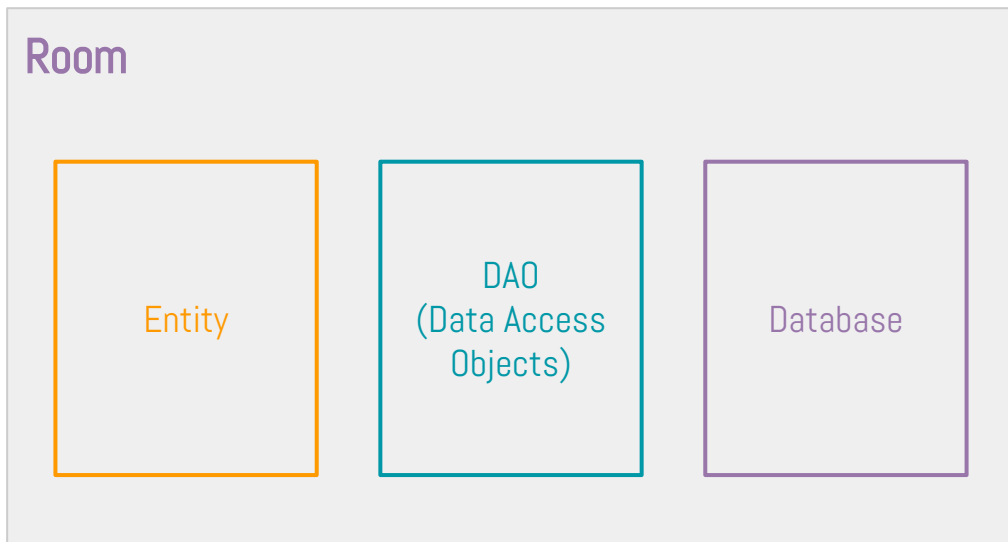 Room
Entity
DAO
(Data Access
Objects)
Database